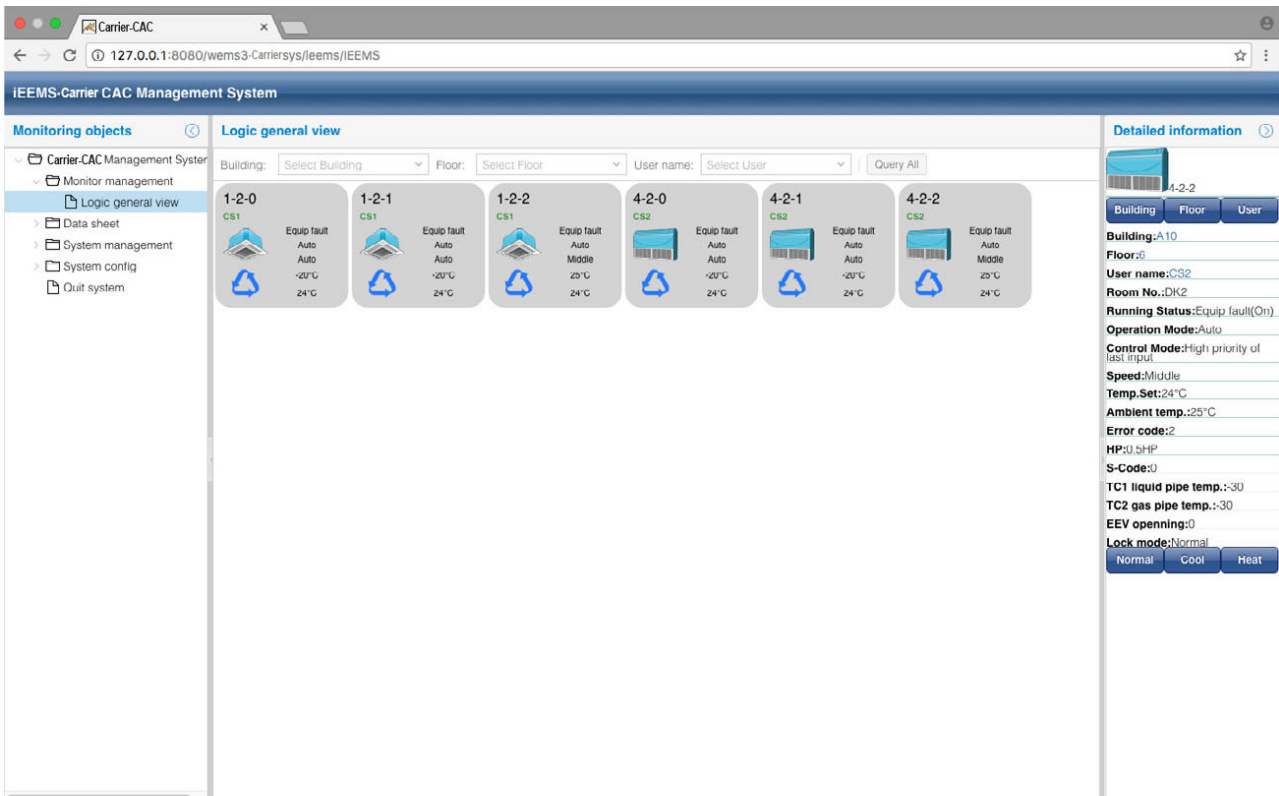 Carrier-CAC
127.0.0.1:8080/wems3-Carriersys/leems/IEEMS
iEEMS-Carrier CAC Management System
Monitoring objects
Carrier-CAC Management Syster
Monitor management
Logic general view
Data sheet
System management
System config
Quit system
Logic general view
Building: Select Building Floor: Select Floor User name: Select User Query All
1-2-0
CS1
Equip fault
Auto
Auto
-20°C
24°C
1-2-1
CS1
Equip fault
Auto
Auto
-20°C
24°C
1-2-2
CS1
Equip fault
Auto
Middle
25°C
24°C
4-2-0
CS2
Equip fault
Auto
Auto
-20°C
24°C
4-2-1
CS2
Equip fault
Auto
Auto
-20°C
24°C
4-2-2
CS2
Equip fault
Auto
Middle
25°C
24°C
Detailed information
4-2-2
Building Floor User
Building:A10
Floor:6
User name:CS2
Room No.:DK2
Running Status:Equip fault(On)
Operation Mode:Auto
Control Mode:High priority of
last input
Speed:Middle
Temp.Set:24°C
Ambient temp.:25°C
Error code:2
HP:0.5HP
S-Code:0
TC1 liquid pipe temp.:-30
TC2 gas pipe temp.:-30
EEV openning:0
Lock mode:Normal
Normal Cool Heat